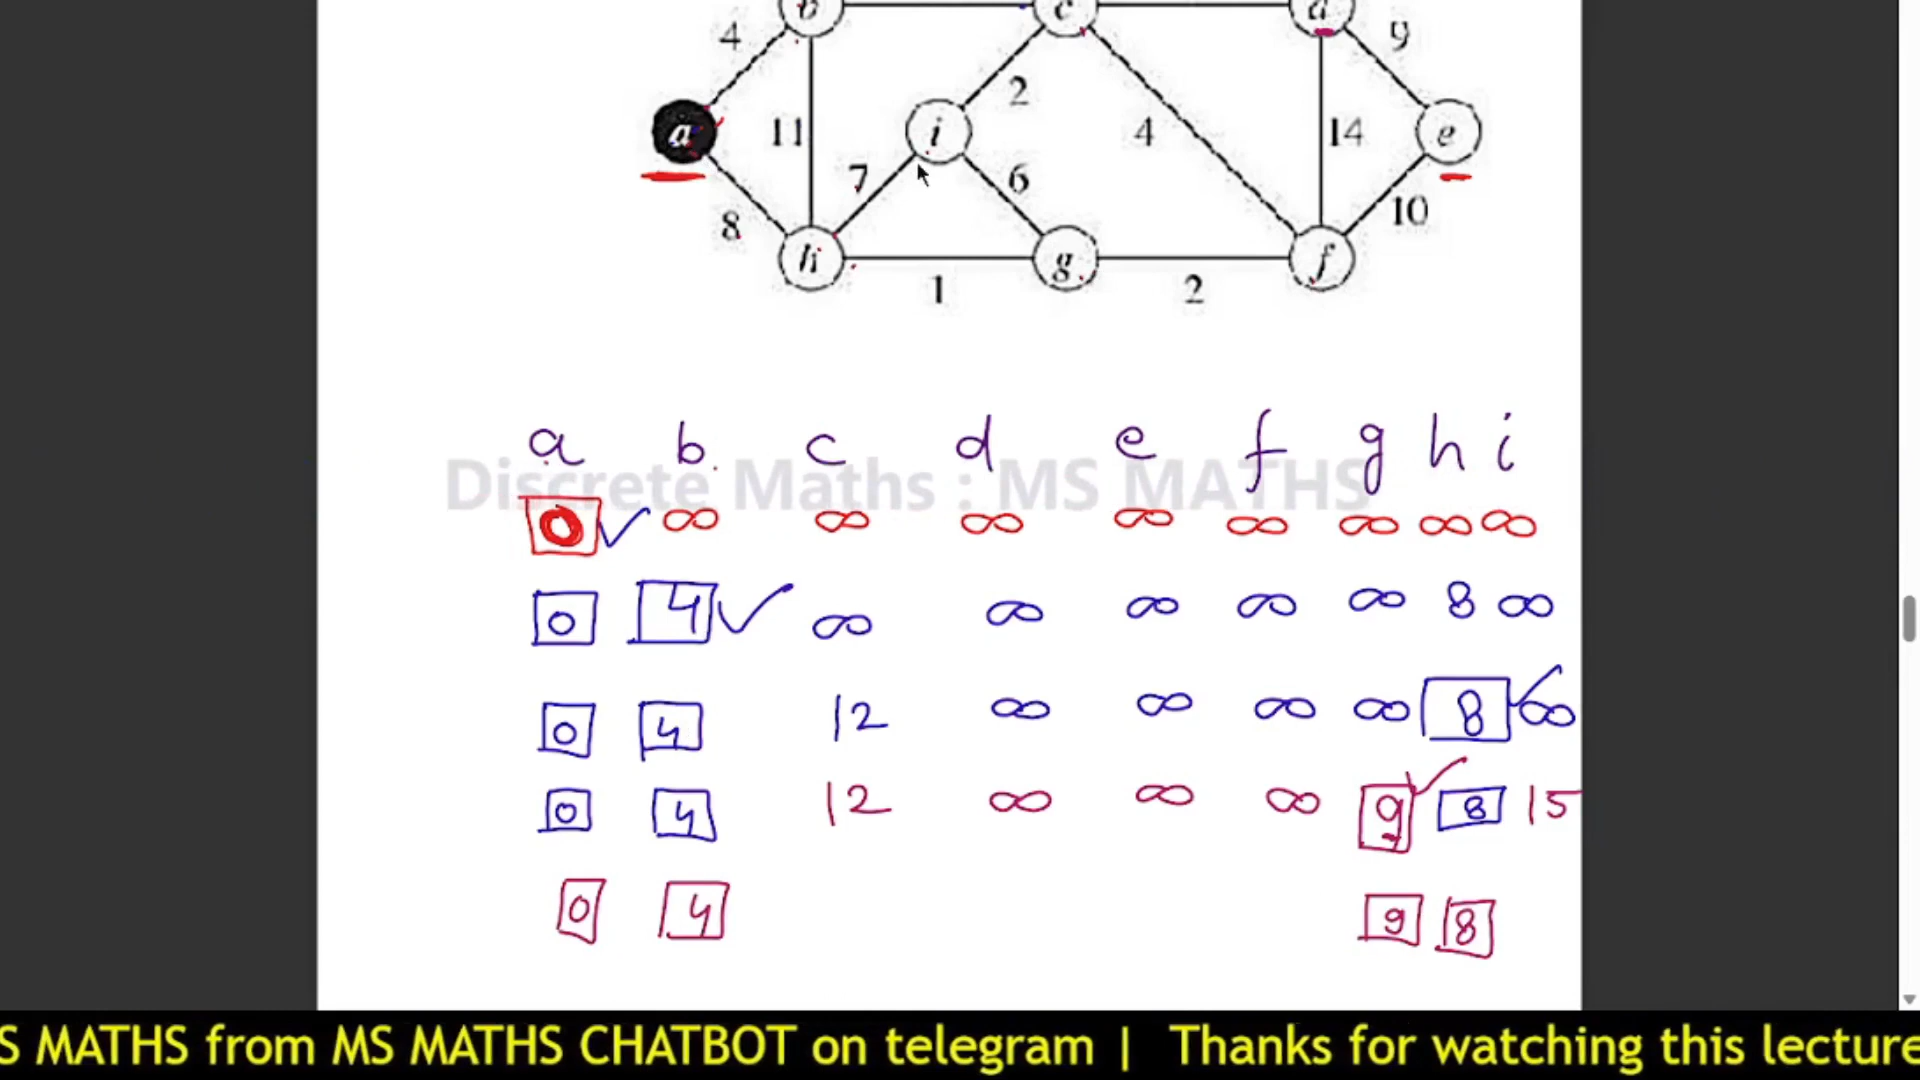 b c d
4 9
2
a 11 i 4 14 e
7 6
8 10
h g f
1 2
a b c d e f g h i
Discrete Maths : MS MATHS
0 ✓ ∞ ∞ ∞ ∞ ∞ ∞ ∞ ∞
0 4 ✓ ∞ ∞ ∞ ∞ ∞ 8 ∞
0 4 12 ∞ ∞ ∞ ∞ 8 ✓ ∞
0 4 12 ∞ ∞ ∞ 9 ✓ 8 15
0 4 9 8
S MATHS from MS MATHS CHATBOT on telegram | Thanks for watching this lecture